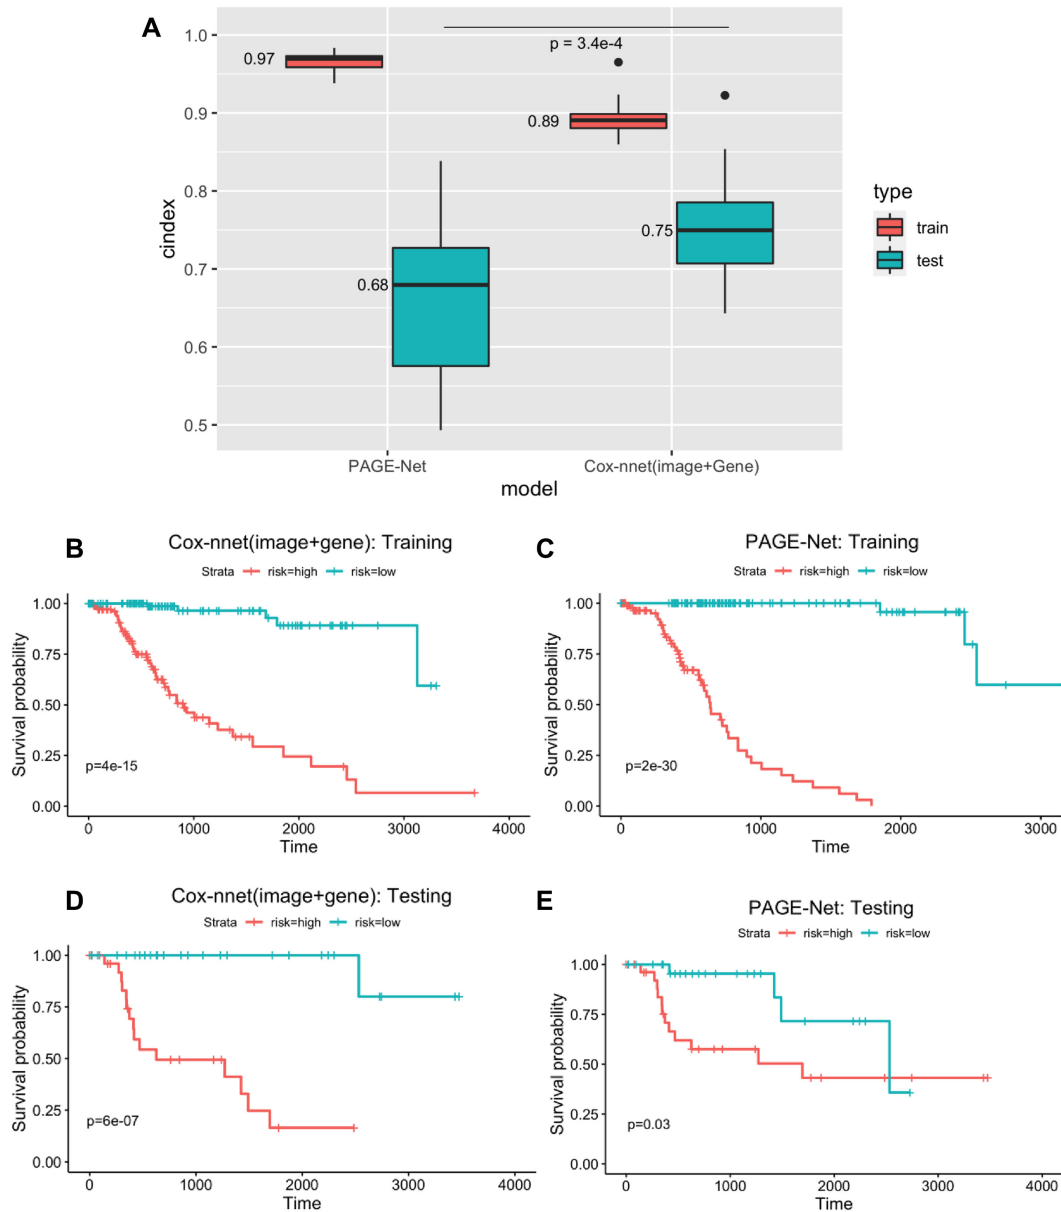 A
1.0
0.9
0.8
0.7
0.6
0.5
cindex
0.97
p = 3.4e-4
0.89
0.75
0.68
PAGE-Net
Cox-nnet(image+Gene)
model
type
train
test
B
Cox-nnet(image+gene): Training
Strata risk=high risk=low
1.00
0.75
0.50
0.25
0.00
Survival probability
p=4e-15
0 1000 2000 3000 4000
Time
C
PAGE-Net: Training
Strata risk=high risk=low
1.00
0.75
0.50
0.25
0.00
Survival probability
p=2e-30
0 1000 2000 3000
Time
D
Cox-nnet(image+gene): Testing
Strata risk=high risk=low
1.00
0.75
0.50
0.25
0.00
Survival probability
p=6e-07
0 1000 2000 3000 4000
Time
E
PAGE-Net: Testing
Strata risk=high risk=low
1.00
0.75
0.50
0.25
0.00
Survival probability
p=0.03
0 1000 2000 3000 4000
Time